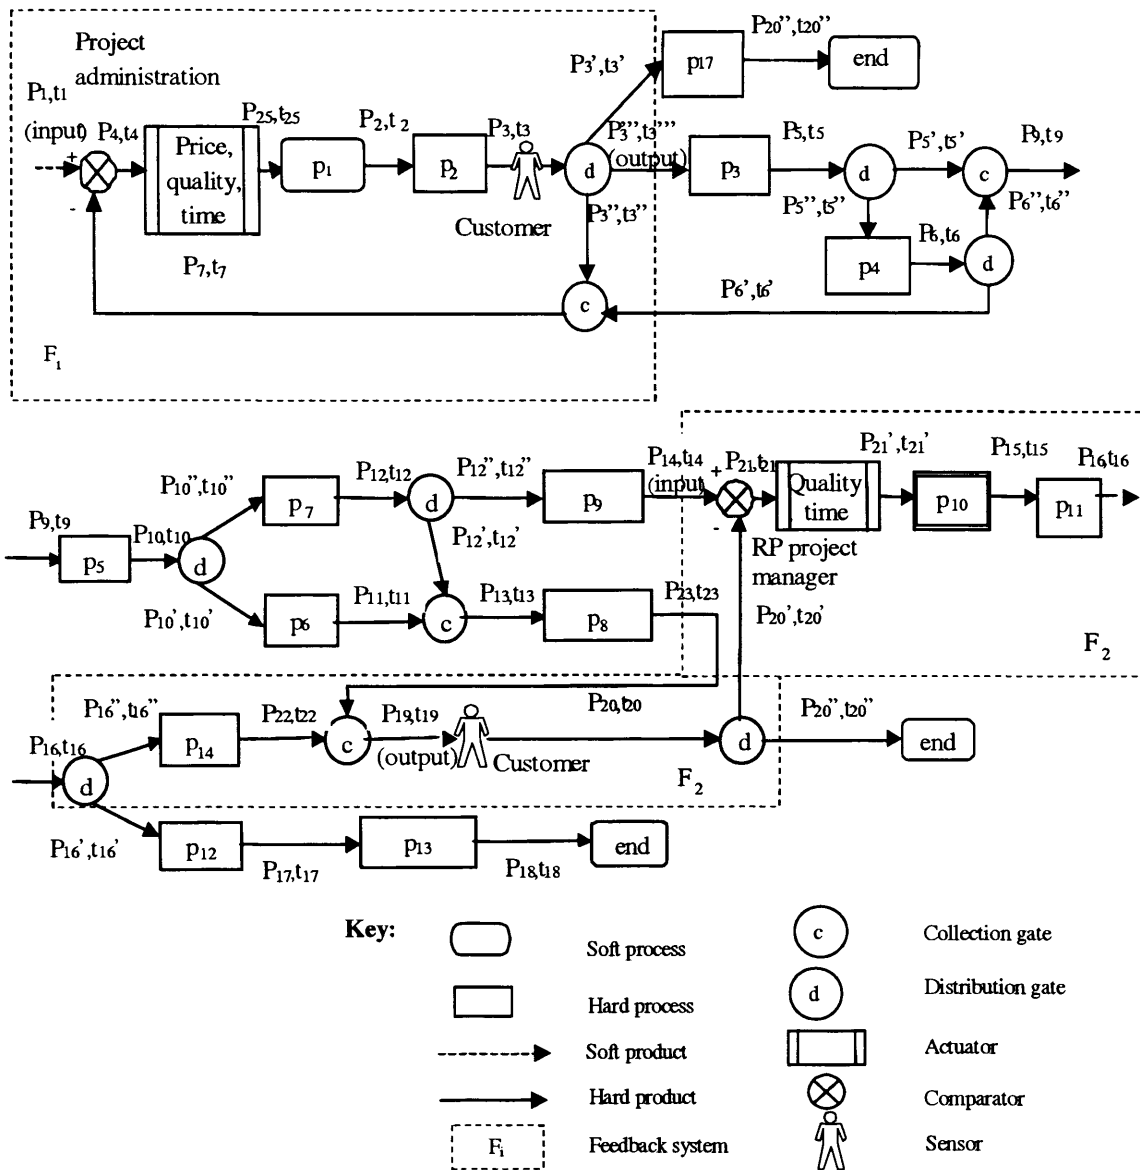 Project
administration
P1,t1
(input)
+
-
P4,t4
Price,
quality,
time
P25,t25
p1
P2,t2
p2
P3,t3
Customer
d
P3',t3'
p17
P20'',t20''
end
P3''',t3'''
(output)
p3
P5,t5
d
P5',t5'
c
P9,t9
P3'',t3''
P5'',t5''
p4
P6,t6
d
P6'',t6''
P7,t7
c
P6',t6'
Fi
P9,t9
p5
P10,t10
d
P10'',t10''
p7
P12,t12
d
P12'',t12''
p9
P14,t14
(input)
+
-
P21,t21
Quality
time
P21',t21'
p10
P15,t15
p11
P16,t16
RP project
manager
P12',t12'
P10',t10'
p6
P11,t11
c
P13,t13
p8
P23,t23
P20',t20'
F2
P16,t16
d
P16'',t16''
p14
P22,t22
c
P19,t19
(output)
Customer
P20,t20
d
P20'',t20''
end
F2
P16',t16'
p12
P17,t17
p13
P18,t18
end
Key:
Soft process
c
Collection gate
Hard process
d
Distribution gate
Soft product
Actuator
Hard product
Comparator
Fi
Feedback system
Sensor